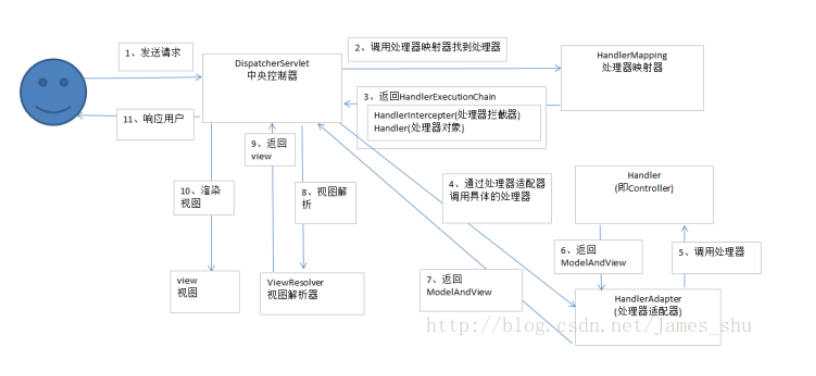 1、发送请求
DispatcherServlet
中央控制器
2、调用处理器映射器找到处理器
HandlerMapping
处理器映射器
3、返回HandlerExecutionChain
HandlerIntercepter(处理器拦截器)
Handler(处理器对象)
11、响应用户
9、返回
view
10、渲染
视图
8、视图解
析
4、通过处理器适配器
调用具体的处理器
Handler
(即Controller)
6、返回
ModelAndView
5、调用处理器
7、返回
ModelAndView
view
视图
ViewResolver
视图解析器
HandlerAdapter
(处理器适配器)
http://blog.csdn.net/James_shu